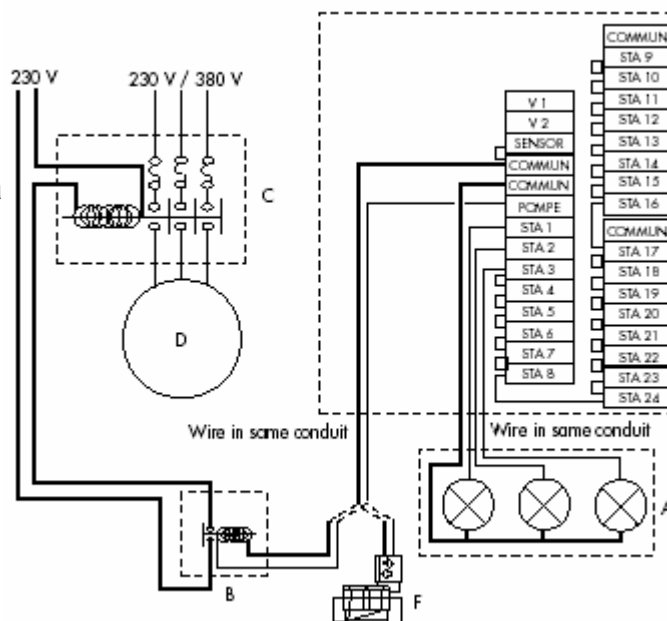 230 V
230 V / 380 V
C
D
V 1
V 2
SENSOR
COMMUN
COMMUN
POMPE
STA 1
STA 2
STA 3
STA 4
STA 5
STA 6
STA 7
STA 8
COMMUN
STA 9
STA 10
STA 11
STA 12
STA 13
STA 14
STA 15
STA 16
COMMUN
STA 17
STA 18
STA 19
STA 20
STA 21
STA 22
STA 23
STA 24
Wire in same conduit
Wire in same conduit
A
B
F